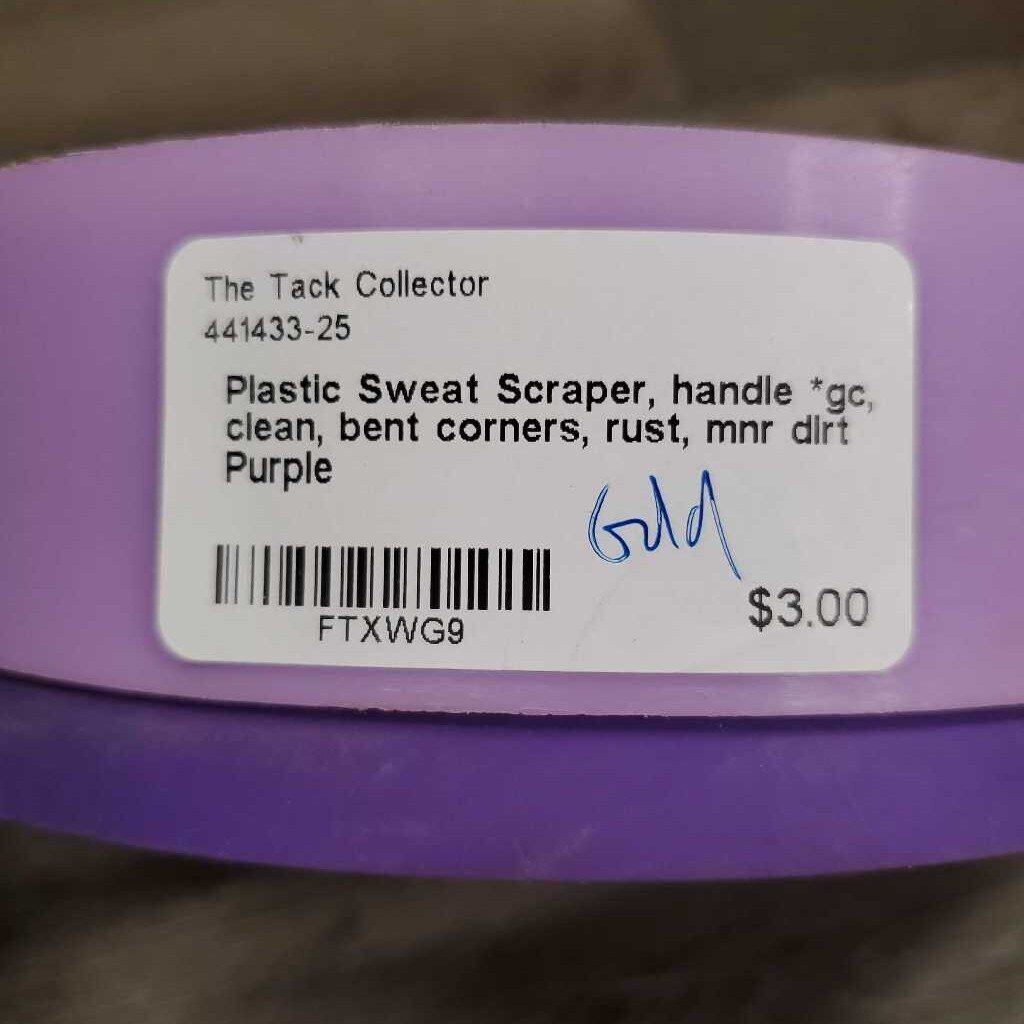 The Tack Collector
441433-25
Plastic Sweat Scraper, handle *gc,
clean, bent corners, rust, mnr dirt
Purple
Gold
$3.00
FTXWG9